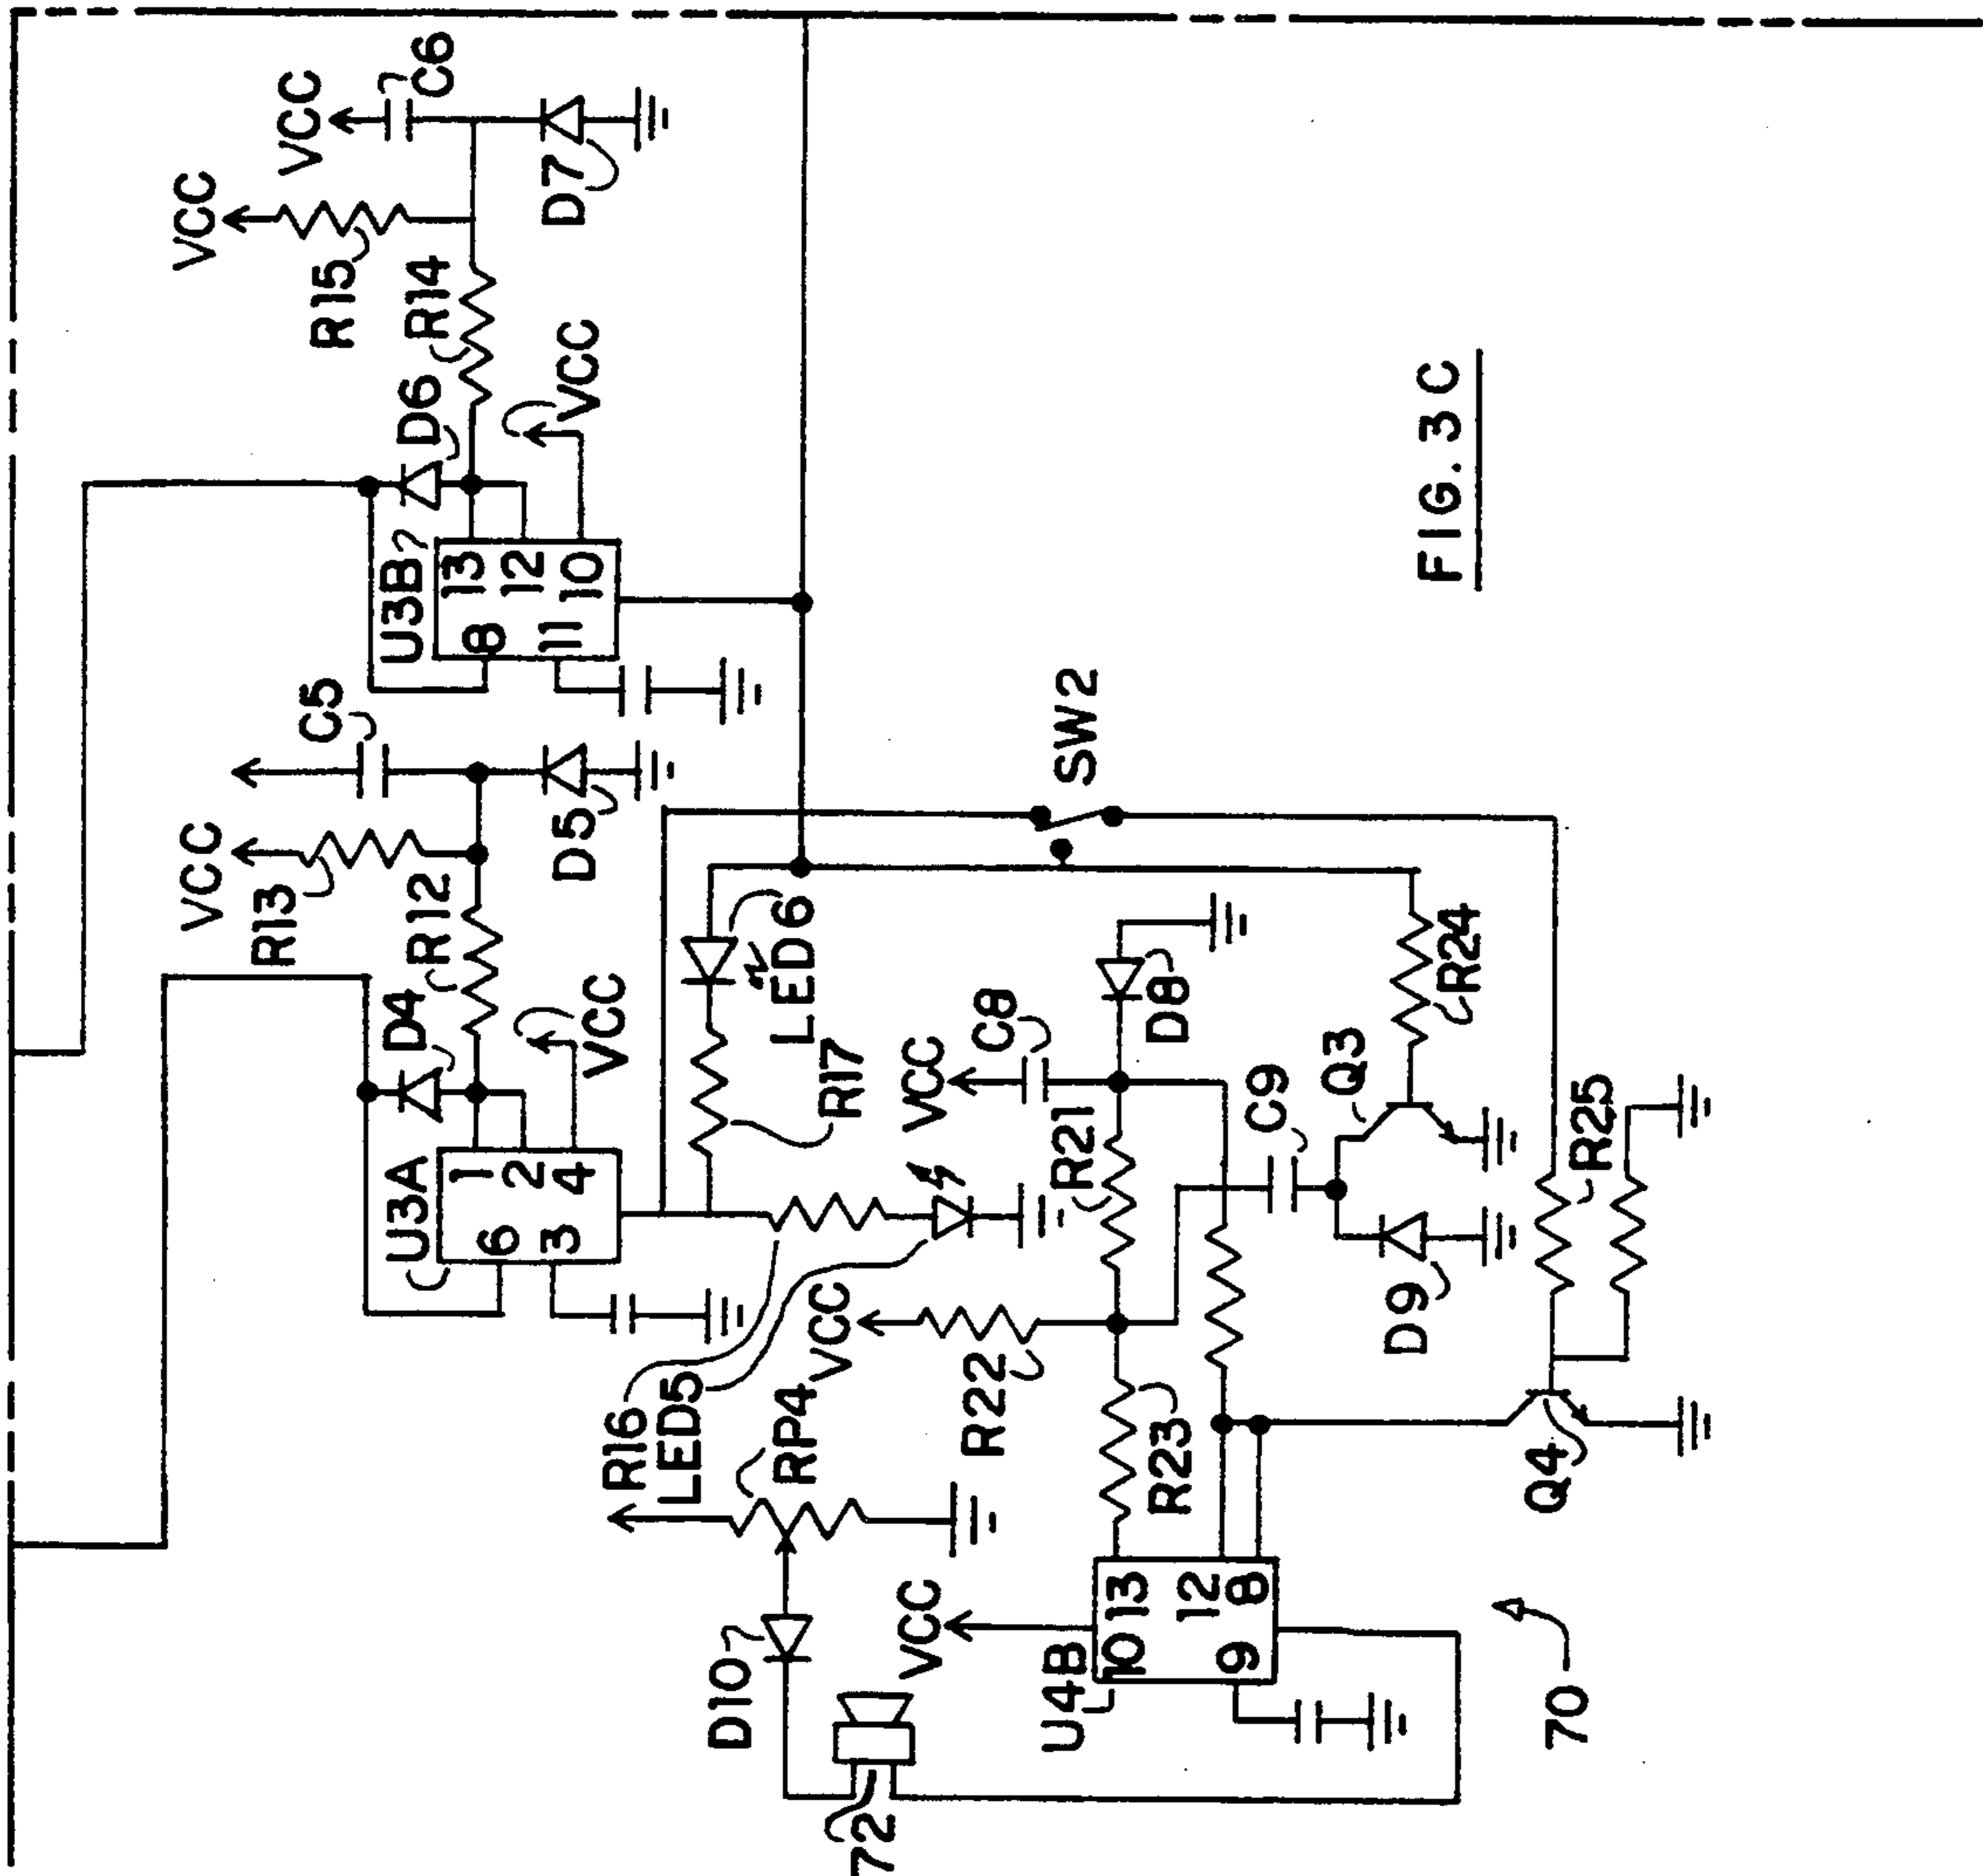 VCC
C6
VCC
R15
D7
R14
D6
VCC
U3B
13
12
10
8
11
C5
VCC
R13
D5
R12
D4
VCC
U3A
1
2
4
6
3
SW2
LED6
R17
R16
LED5
RP4
VCC
C8
D8
R21
VCC
R22
C9
Q3
R24
R23
D9
R25
Q4
D10
VCC
U4B
13
10
12
8
9
72
70
FIG. 3C